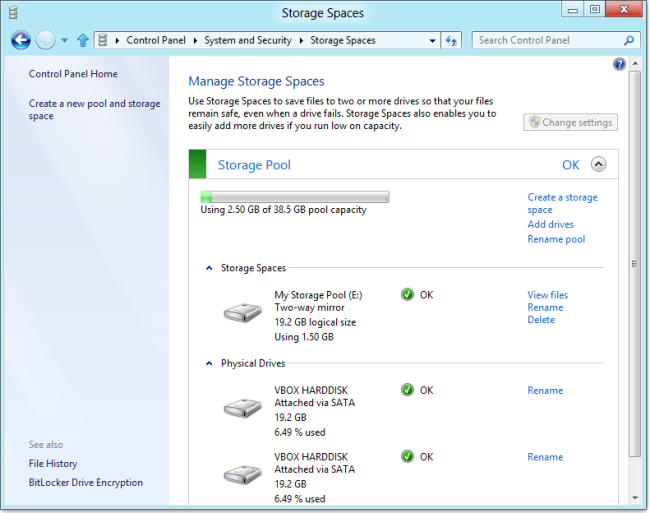 Storage Spaces
Control Panel ▸ System and Security ▸ Storage Spaces
Search Control Panel
Control Panel Home
Create a new pool and storage
space
Manage Storage Spaces
Use Storage Spaces to save files to two or more drives so that your files
remain safe, even when a drive fails. Storage Spaces also enables you to
easily add more drives if you run low on capacity.
Change settings
Storage Pool
OK
Using 2.50 GB of 38.5 GB pool capacity
Create a storage
space
Add drives
Rename pool
Storage Spaces
My Storage Pool (E:)
Two-way mirror
19.2 GB logical size
Using 1.50 GB
OK
View files
Rename
Delete
Physical Drives
VBOX HARDDISK
Attached via SATA
19.2 GB
6.49 % used
OK
Rename
VBOX HARDDISK
Attached via SATA
19.2 GB
6.49 % used
OK
Rename
See also
File History
BitLocker Drive Encryption